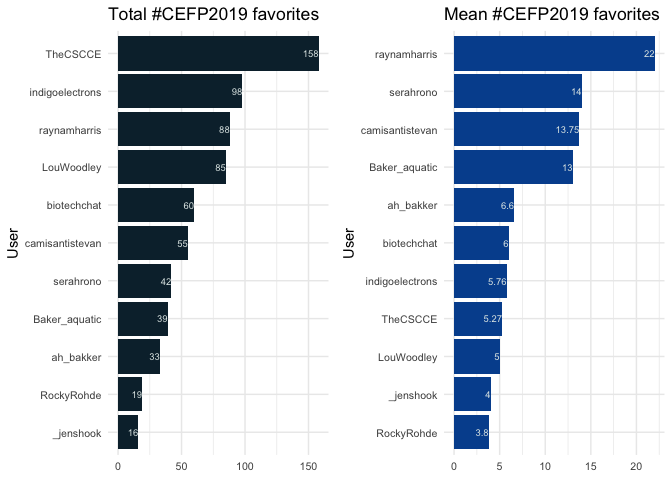 Total #CEFP2019 favorites
User
TheCSCCE 158
indigoelectrons 98
raynamharris 88
LouWoodley 85
biotechchat 60
camisantistevan 55
serahrono 42
Baker_aquatic 39
ah_bakker 33
RockyRohde 19
_jenshook 16
0 50 100 150
Mean #CEFP2019 favorites
User
raynamharris 22
serahrono 14
camisantistevan 13.75
Baker_aquatic 13
ah_bakker 6.6
biotechchat 6
indigoelectrons 5.76
TheCSCCE 5.27
LouWoodley 5
_jenshook 4
RockyRohde 3.8
0 5 10 15 20